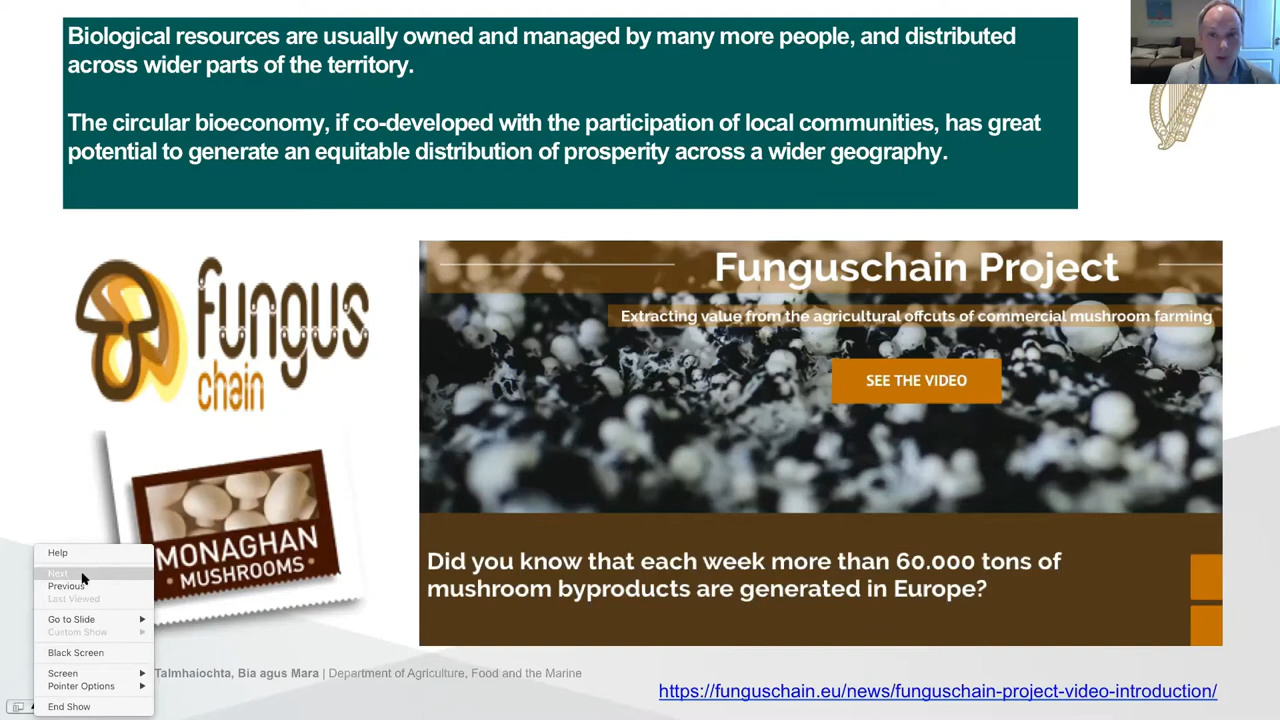 Biological resources are usually owned and managed by many more people, and distributed
across wider parts of the territory.
The circular bioeconomy, if co-developed with the participation of local communities, has great
potential to generate an equitable distribution of prosperity across a wider geography.
fungus
chain
Funguschain Project
Extracting value from the agricultural offcuts of commercial mushroom farming
SEE THE VIDEO
MONAGHAN
• MUSHROOMS •
Did you know that each week more than 60.000 tons of
mushroom byproducts are generated in Europe?
Help
Next
Previous
Last Viewed
Go to Slide
Custom Show
Black Screen
Screen
Pointer Options
End Show
Talmhaiochta, Bia agus Mara | Department of Agriculture, Food and the Marine
https://funguschain.eu/news/funguschain-project-video-introduction/